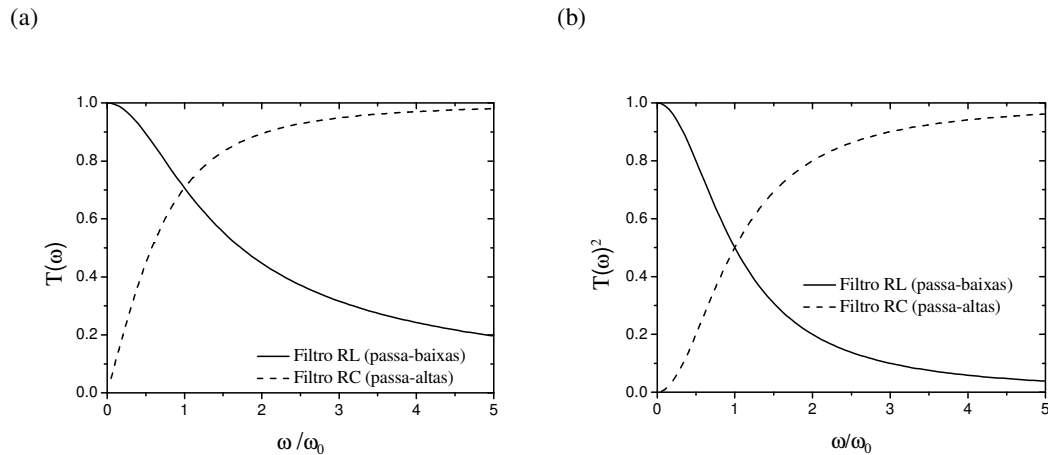 (a)
1.0
0.8
0.6
0.4
0.2
0.0
T(ω)
Filtro RL (passa-baixas)
Filtro RC (passa-altas)
0 1 2 3 4 5
ω /ω0
(b)
1.0
0.8
0.6
0.4
0.2
0.0
T(ω)²
Filtro RL (passa-baixas)
Filtro RC (passa-altas)
0 1 2 3 4 5
ω/ω0